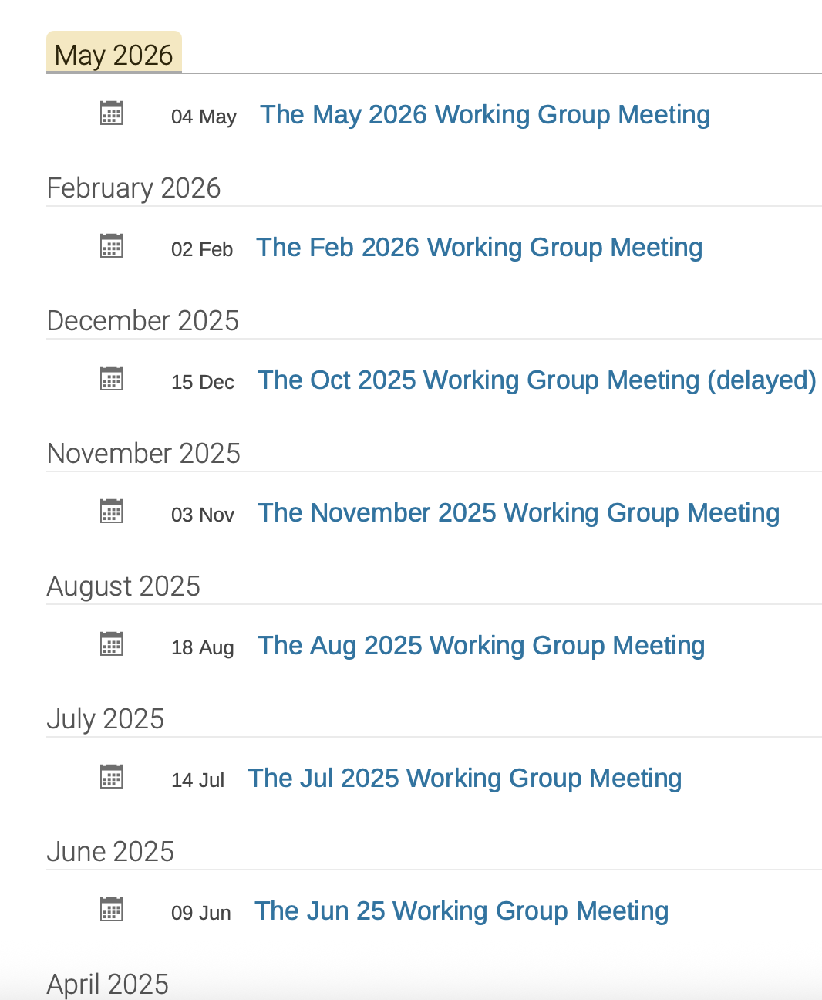 May 2026
04 May The May 2026 Working Group Meeting
February 2026
02 Feb The Feb 2026 Working Group Meeting
December 2025
15 Dec The Oct 2025 Working Group Meeting (delayed)
November 2025
03 Nov The November 2025 Working Group Meeting
August 2025
18 Aug The Aug 2025 Working Group Meeting
July 2025
14 Jul The Jul 2025 Working Group Meeting
June 2025
09 Jun The Jun 25 Working Group Meeting
April 2025